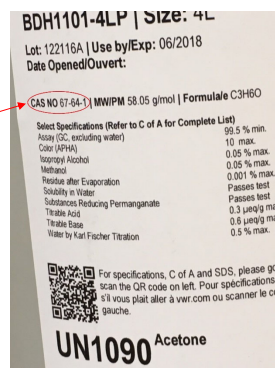 BDH1101-4LP | Size: 4L
Lot: 122116A | Use by/Exp: 06/2018
Date Opened/Ouvert:
CAS NO 67-64-1 | MW/PM 58.05 g/mol | Formula/e C3H6O
Select Specifications (Refer to C of A for Complete List)
Assay (GC, excluding water) 99.5 % min.
Color (APHA) 10 max.
Isopropyl Alcohol 0.05 % max.
Methanol 0.05 % max.
Residue after Evaporation 0.001 % max.
Solubility in Water Passes test
Substances Reducing Permanganate Passes test
Titrable Acid 0.3 µeq/g ma
Titrable Base 0.6 µeq/g ma
Water by Karl Fischer Titration 0.5 % max.
For specifications, C of A and SDS, please go
scan the QR code on left. Pour spécifications
s'il vous plait aller à vwr.com ou scanner le co
gauche.
UN1090 Acetone